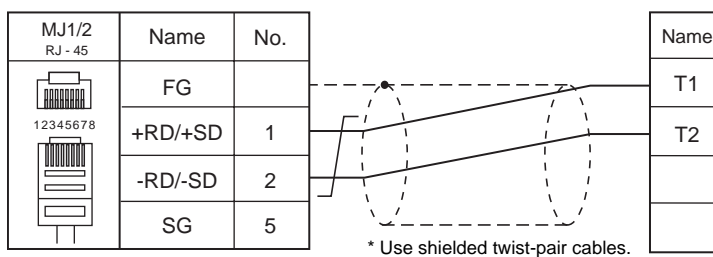 MJ1/2
RJ - 45
Name
No.
Name
12345678
FG
T1
+RD/+SD
1
T2
-RD/-SD
2
SG
5
* Use shielded twist-pair cables.